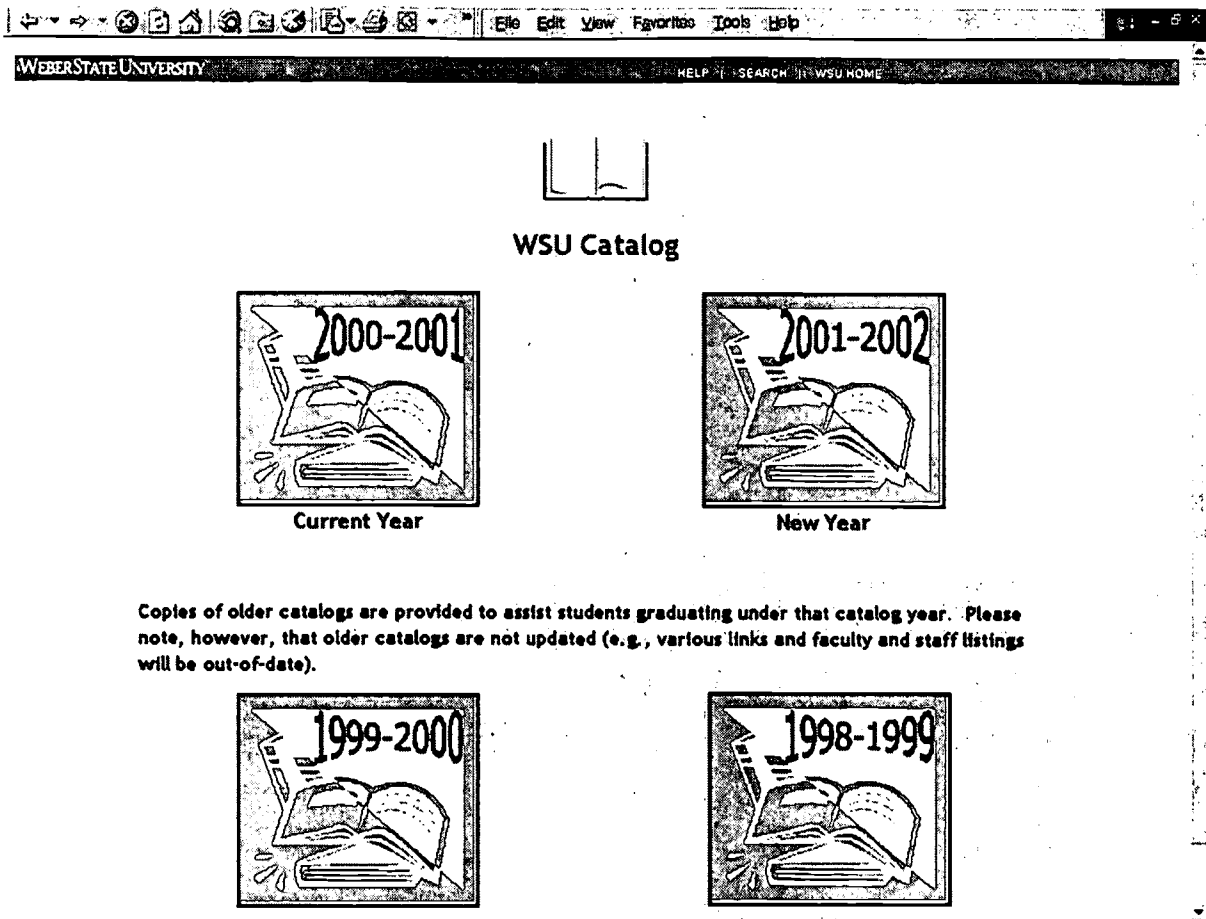 File Edit View Favorites Tools Help
WEBER STATE UNIVERSITY HELP | SEARCH | WSU HOME
WSU Catalog
2000-2001 2001-2002
Current Year New Year
Copies of older catalogs are provided to assist students graduating under that catalog year. Please
note, however, that older catalogs are not updated (e.g., various links and faculty and staff listings
will be out-of-date).
1999-2000 1998-1999